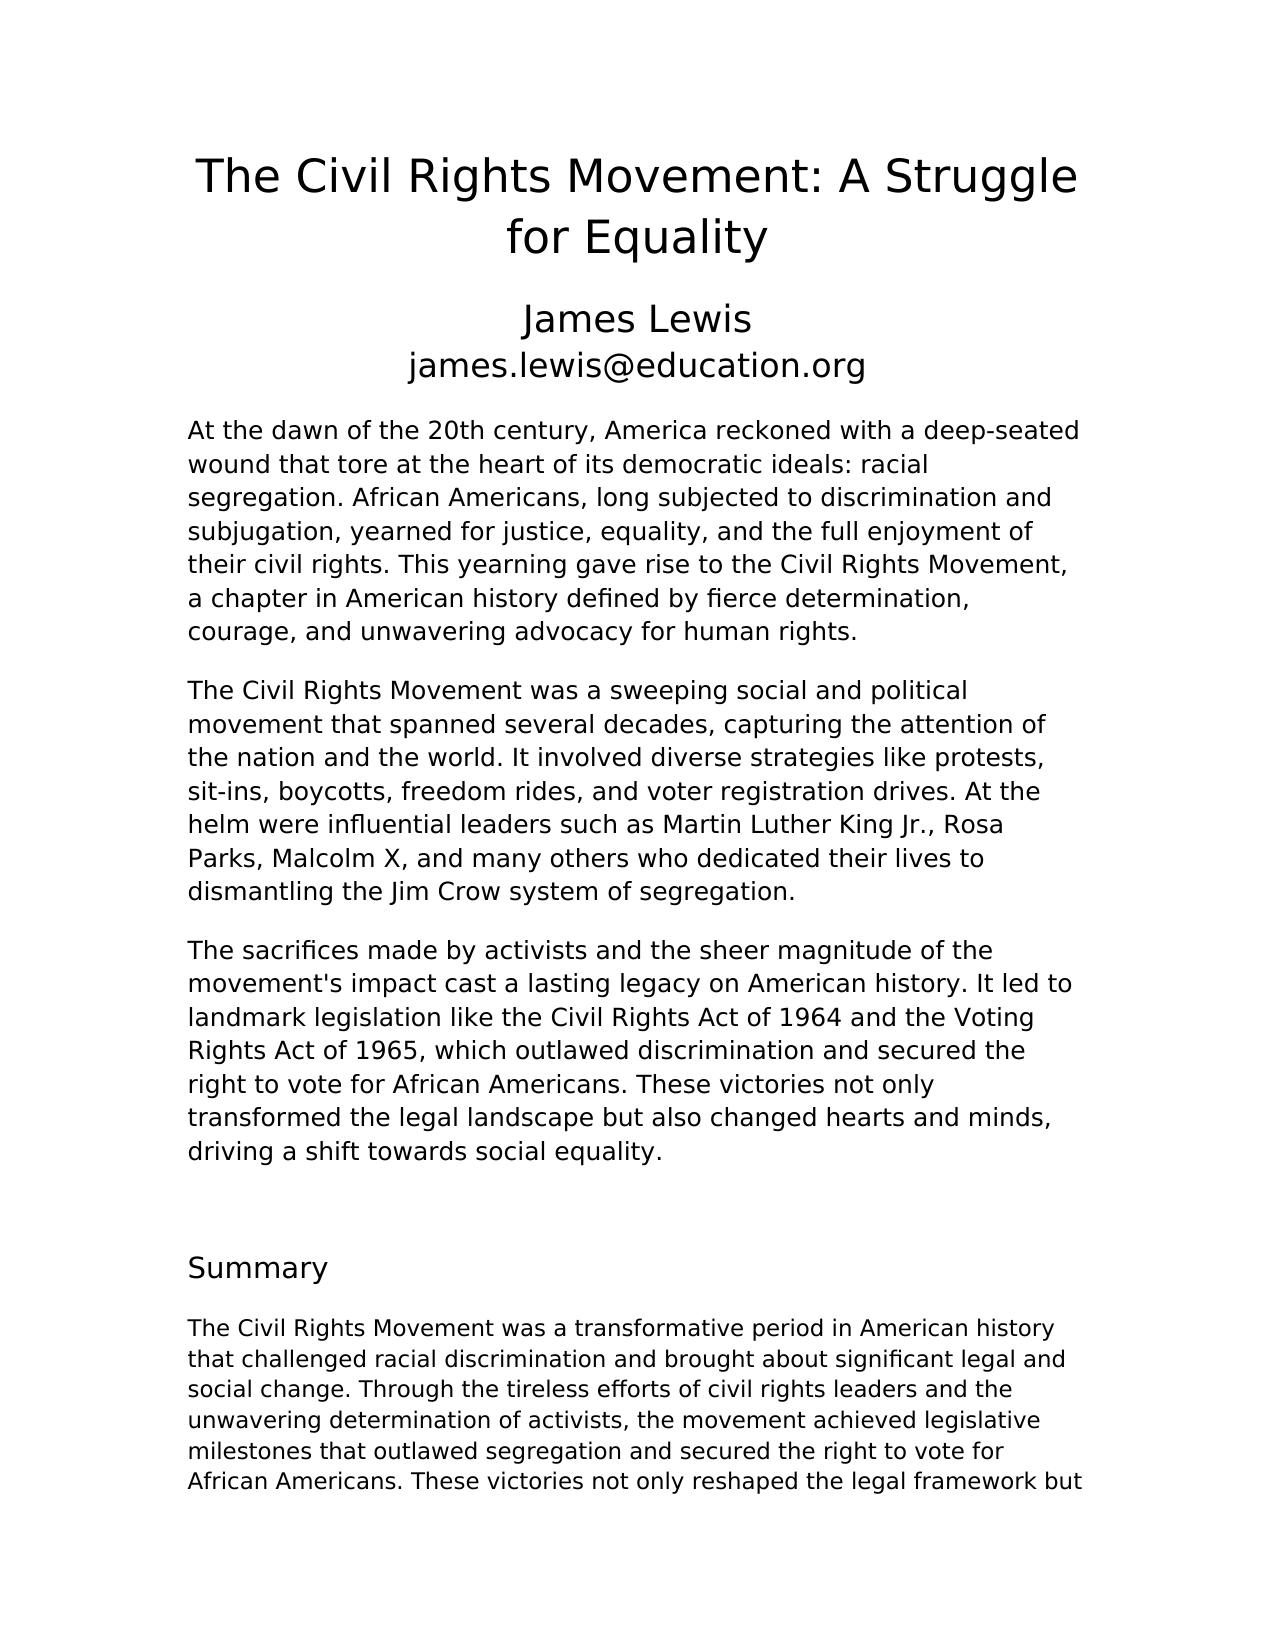 The Civil Rights Movement: A Struggle
for Equality
James Lewis
james.lewis@education.org
At the dawn of the 20th century, America reckoned with a deep-seated
wound that tore at the heart of its democratic ideals: racial
segregation. African Americans, long subjected to discrimination and
subjugation, yearned for justice, equality, and the full enjoyment of
their civil rights. This yearning gave rise to the Civil Rights Movement,
a chapter in American history defined by fierce determination,
courage, and unwavering advocacy for human rights.
The Civil Rights Movement was a sweeping social and political
movement that spanned several decades, capturing the attention of
the nation and the world. It involved diverse strategies like protests,
sit-ins, boycotts, freedom rides, and voter registration drives. At the
helm were influential leaders such as Martin Luther King Jr., Rosa
Parks, Malcolm X, and many others who dedicated their lives to
dismantling the Jim Crow system of segregation.
The sacrifices made by activists and the sheer magnitude of the
movement's impact cast a lasting legacy on American history. It led to
landmark legislation like the Civil Rights Act of 1964 and the Voting
Rights Act of 1965, which outlawed discrimination and secured the
right to vote for African Americans. These victories not only
transformed the legal landscape but also changed hearts and minds,
driving a shift towards social equality.
Summary
The Civil Rights Movement was a transformative period in American history
that challenged racial discrimination and brought about significant legal and
social change. Through the tireless efforts of civil rights leaders and the
unwavering determination of activists, the movement achieved legislative
milestones that outlawed segregation and secured the right to vote for
African Americans. These victories not only reshaped the legal framework but